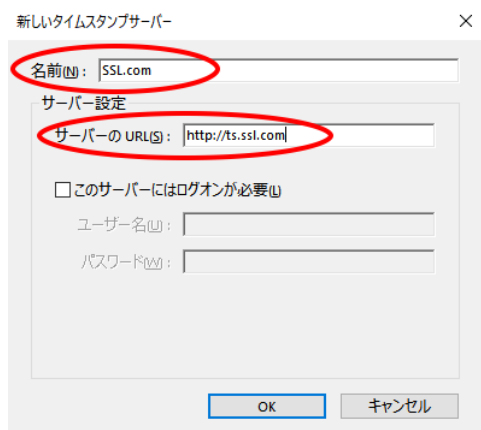 新しいタイムスタンプサーバー
名前(N): SSL.com
サーバー設定
サーバーの URL(S): http://ts.ssl.com
このサーバーにはログオンが必要(L)
ユーザー名(U):
パスワード(W):
OK キャンセル